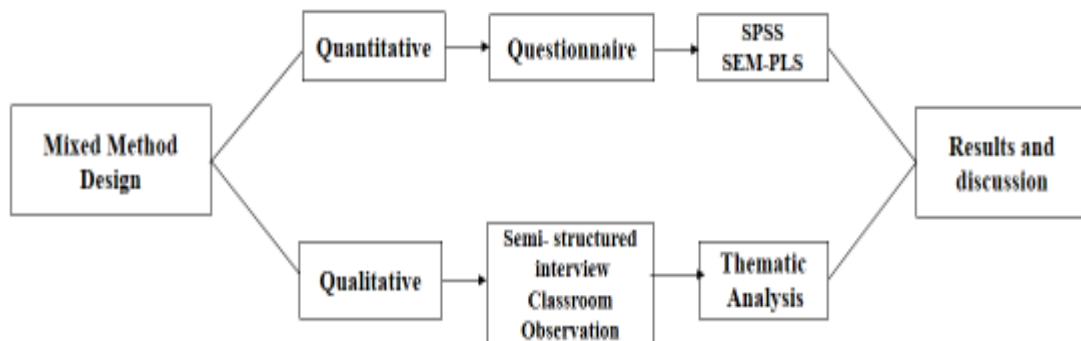 Mixed Method
Design
Quantitative
Questionnaire
SPSS
SEM-PLS
Qualitative
Semi- structured
interview
Classroom
Observation
Thematic
Analysis
Results and
discussion